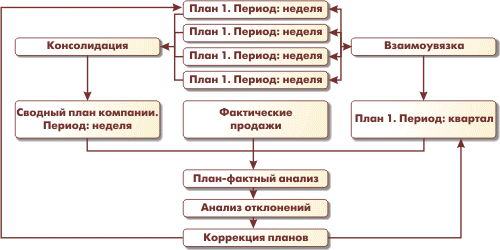 План 1. Период: неделя
План 1. Период: неделя
Консолидация
Взаимоувязка
План 1. Период: неделя
План 1. Период: неделя
Сводный план компании.
Период: неделя
Фактические
продажи
План 1. Период: квартал
План-фактный анализ
Анализ отклонений
Коррекция планов